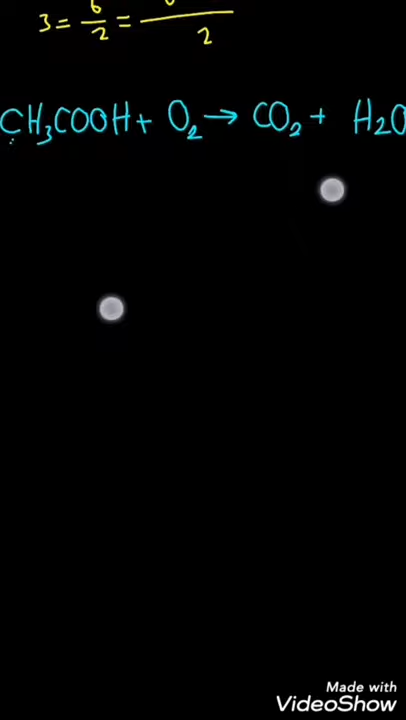 3 = 6/2 = /2
CH₃COOH + O₂ → CO₂ + H₂O
Made with
VideoShow